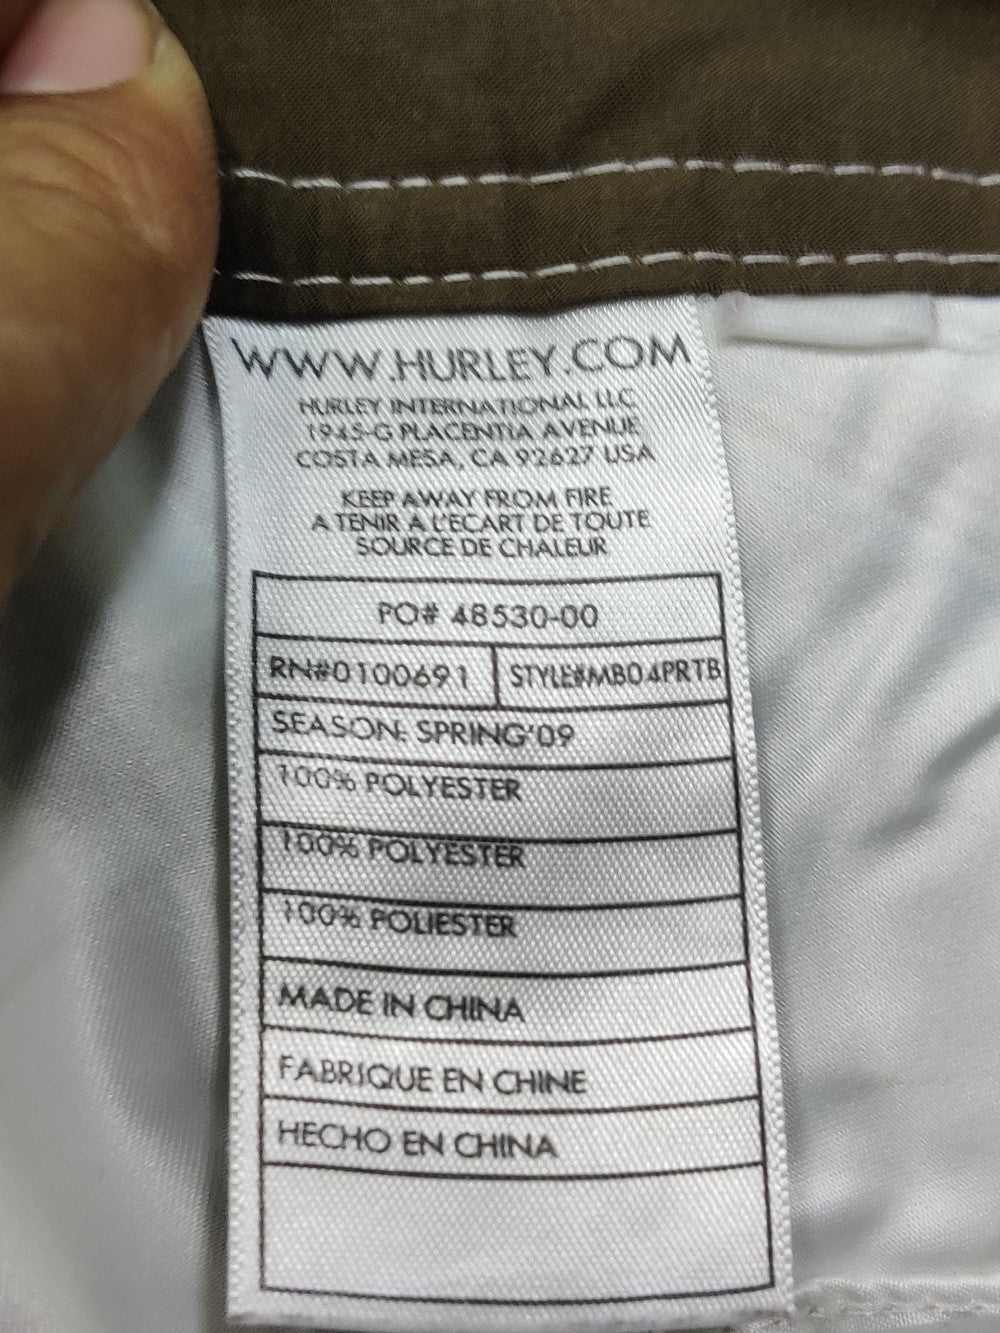 WWW.HURLEY.COM
HURLEY INTERNATIONAL LLC
1945-G PLACENTIA AVENUE
COSTA MESA, CA 92627 USA
KEEP AWAY FROM FIRE
A TENIR A L'ECART DE TOUTE
SOURCE DE CHALEUR
PO# 48530-00
RN#0100691 STYLE#MB04PRTB
SEASON: SPRING'09
100% POLYESTER
100% POLYESTER
100% POLIESTER
MADE IN CHINA
FABRIQUE EN CHINE
HECHO EN CHINA